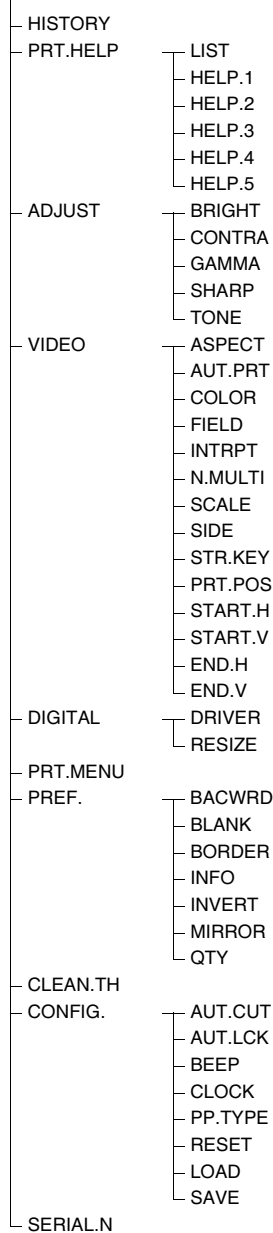 HISTORY
PRT.HELP LIST
HELP.1
HELP.2
HELP.3
HELP.4
HELP.5
ADJUST BRIGHT
CONTRA
GAMMA
SHARP
TONE
VIDEO ASPECT
AUT.PRT
COLOR
FIELD
INTRPT
N.MULTI
SCALE
SIDE
STR.KEY
PRT.POS
START.H
START.V
END.H
END.V
DIGITAL DRIVER
RESIZE
PRT.MENU
PREF. BACWRD
BLANK
BORDER
INFO
INVERT
MIRROR
QTY
CLEAN.TH
CONFIG. AUT.CUT
AUT.LCK
BEEP
CLOCK
PP.TYPE
RESET
LOAD
SAVE
SERIAL.N